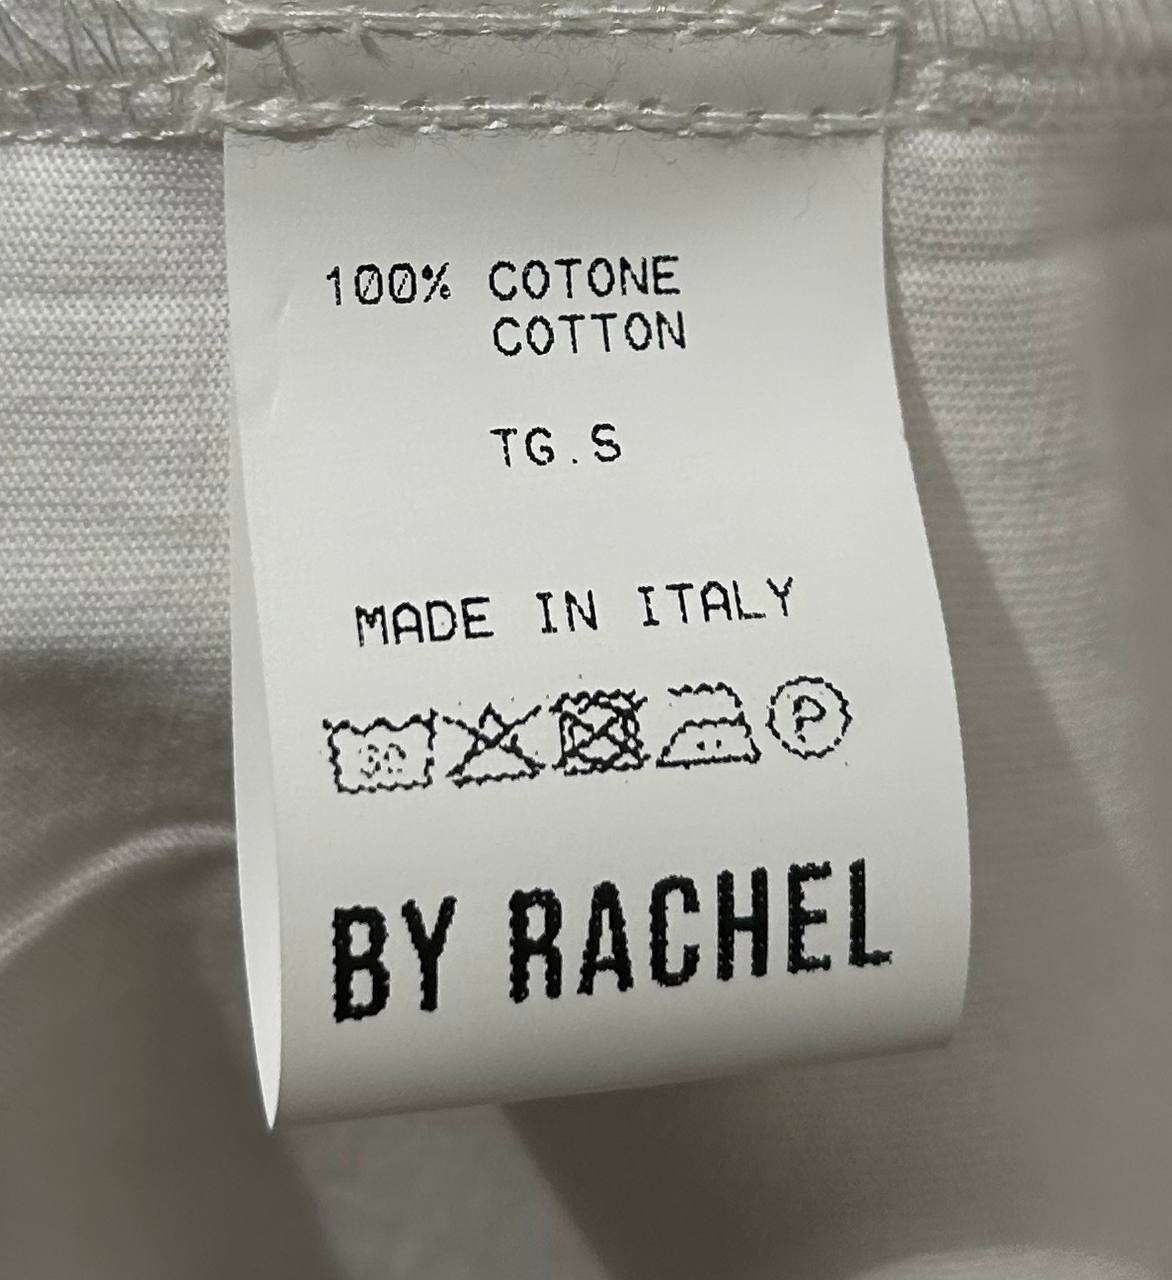 100% COTONE
COTTON
TG.S
MADE IN ITALY
30 P
BY RACHEL